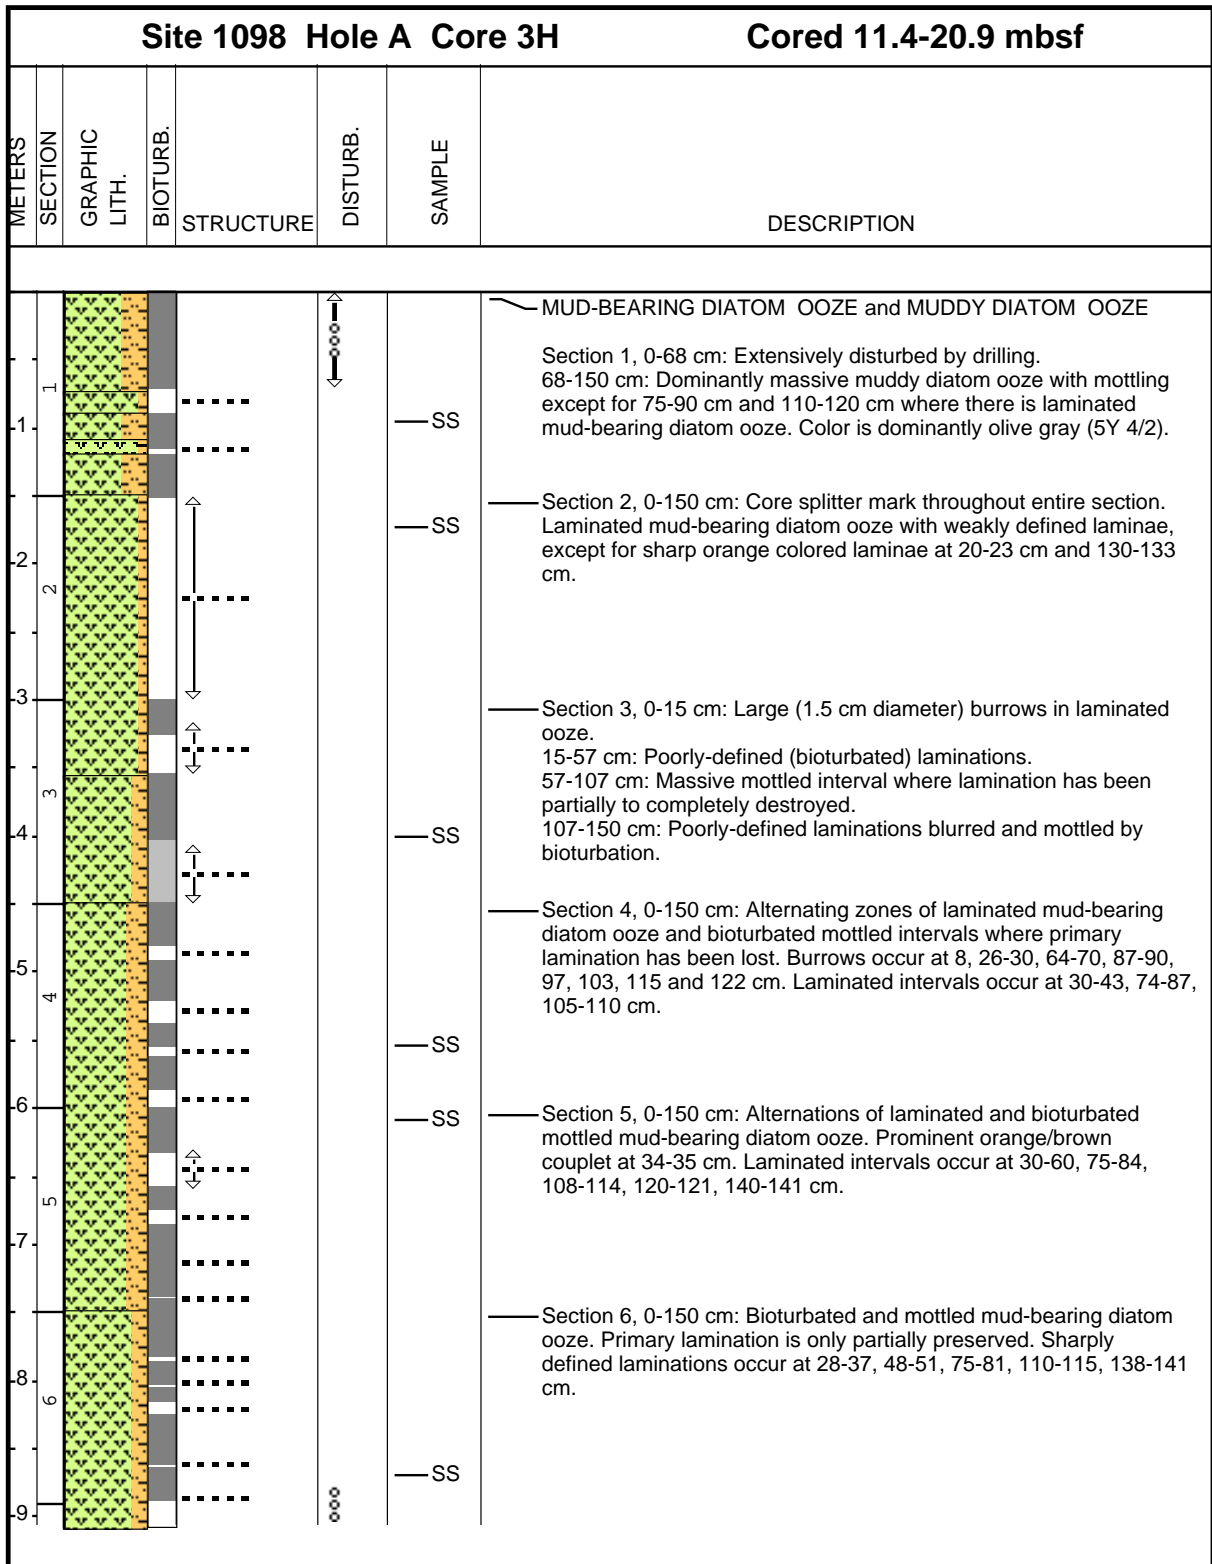 Site 1098 Hole A Core 3H
Cored 11.4-20.9 mbsf
METERS
SECTION
GRAPHIC
LITH.
BIOTURB.
STRUCTURE
DISTURB.
SAMPLE
DESCRIPTION
MUD-BEARING DIATOM OOZE and MUDDY DIATOM OOZE
Section 1, 0-68 cm: Extensively disturbed by drilling.
68-150 cm: Dominantly massive muddy diatom ooze with mottling
except for 75-90 cm and 110-120 cm where there is laminated
mud-bearing diatom ooze. Color is dominantly olive gray (5Y 4/2).
1
1
SS
Section 2, 0-150 cm: Core splitter mark throughout entire section.
Laminated mud-bearing diatom ooze with weakly defined laminae,
except for sharp orange colored laminae at 20-23 cm and 130-133
cm.
SS
2
2
3
Section 3, 0-15 cm: Large (1.5 cm diameter) burrows in laminated
ooze.
15-57 cm: Poorly-defined (bioturbated) laminations.
57-107 cm: Massive mottled interval where lamination has been
partially to completely destroyed.
107-150 cm: Poorly-defined laminations blurred and mottled by
bioturbation.
3
4
SS
Section 4, 0-150 cm: Alternating zones of laminated mud-bearing
diatom ooze and bioturbated mottled intervals where primary
lamination has been lost. Burrows occur at 8, 26-30, 64-70, 87-90,
97, 103, 115 and 122 cm. Laminated intervals occur at 30-43, 74-87,
105-110 cm.
5
4
SS
6
SS
Section 5, 0-150 cm: Alternations of laminated and bioturbated
mottled mud-bearing diatom ooze. Prominent orange/brown
couplet at 34-35 cm. Laminated intervals occur at 30-60, 75-84,
108-114, 120-121, 140-141 cm.
5
7
Section 6, 0-150 cm: Bioturbated and mottled mud-bearing diatom
ooze. Primary lamination is only partially preserved. Sharply
defined laminations occur at 28-37, 48-51, 75-81, 110-115, 138-141
cm.
8
6
SS
9